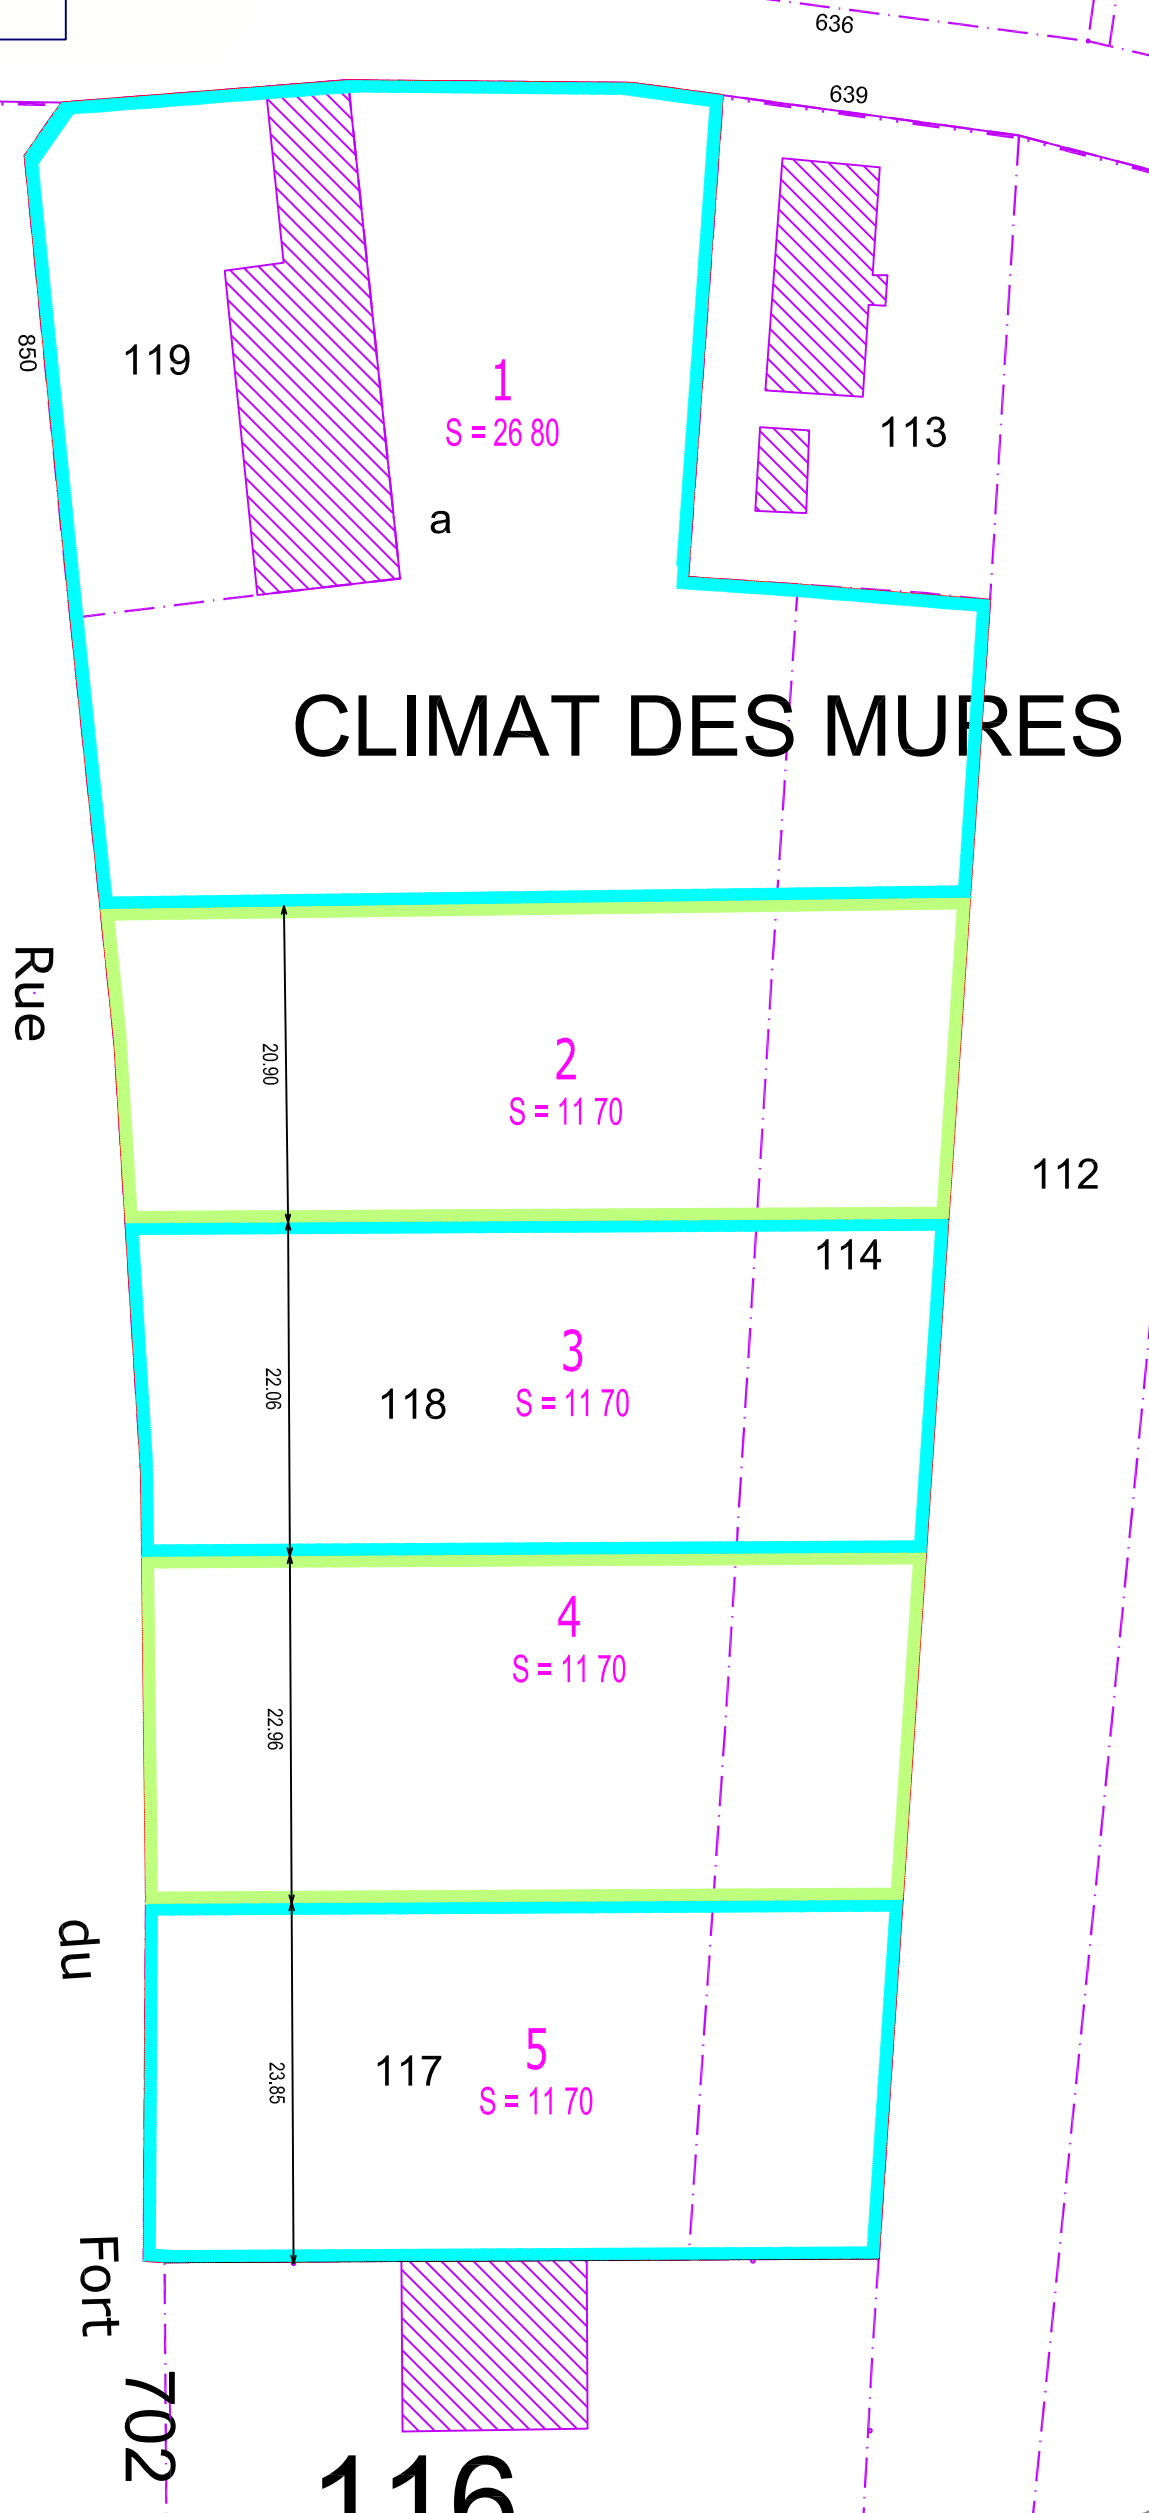 636
639
850
119
1
S = 26 80
113
a
CLIMAT DES MURES
Rue
20.90
2
S = 11 70
112
114
22.06
3
S = 11 70
118
4
S = 11 70
22.96
du
23.85
117
5
S = 11 70
Fort
702
116